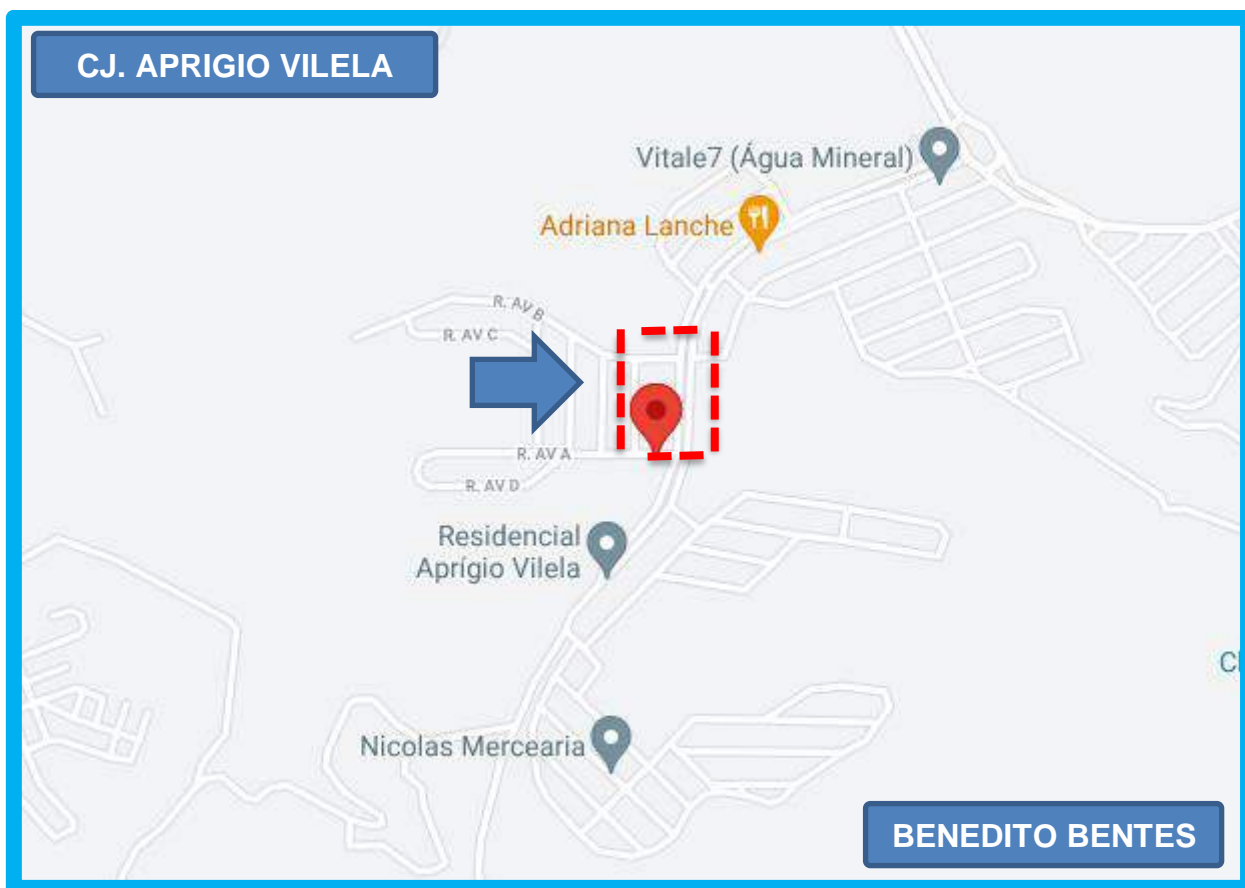 CJ. APRIGIO VILELA
Vitale7 (Água Mineral)
Adriana Lanche
R. AV B
R. AV C
R. AV A
R. AV D
Residencial
Aprígio Vilela
Nicolas Mercearia
BENEDITO BENTES